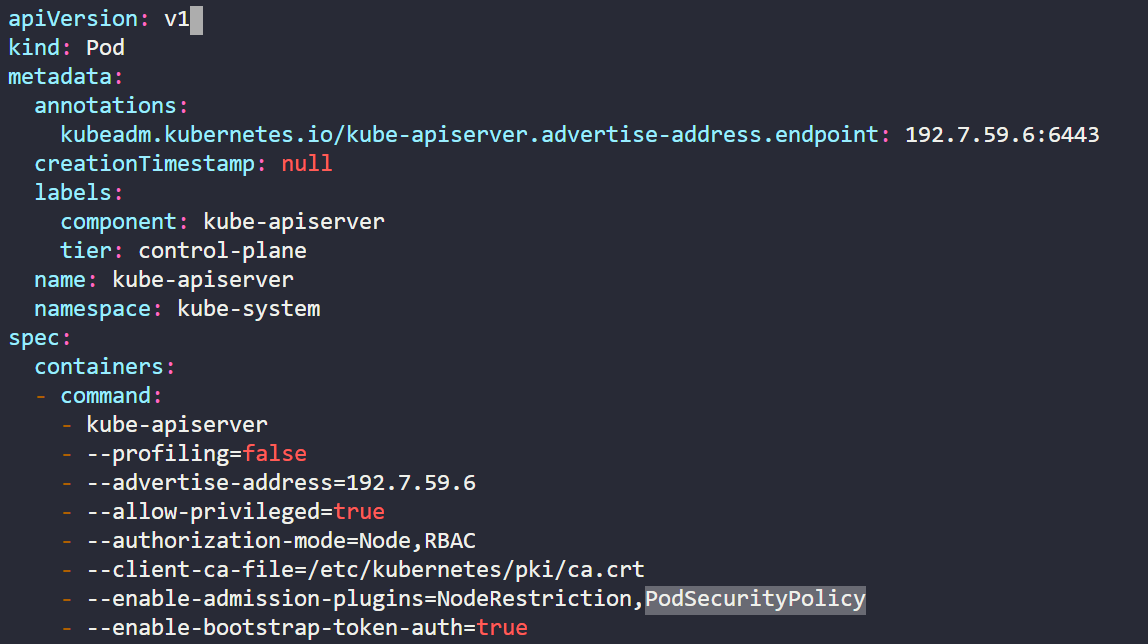 apiVersion: v1
kind: Pod
metadata:
  annotations:
    kubeadm.kubernetes.io/kube-apiserver.advertise-address.endpoint: 192.7.59.6:6443
  creationTimestamp: null
  labels:
    component: kube-apiserver
    tier: control-plane
  name: kube-apiserver
  namespace: kube-system
spec:
  containers:
  - command:
    - kube-apiserver
    - --profiling=false
    - --advertise-address=192.7.59.6
    - --allow-privileged=true
    - --authorization-mode=Node,RBAC
    - --client-ca-file=/etc/kubernetes/pki/ca.crt
    - --enable-admission-plugins=NodeRestriction,PodSecurityPolicy
    - --enable-bootstrap-token-auth=true